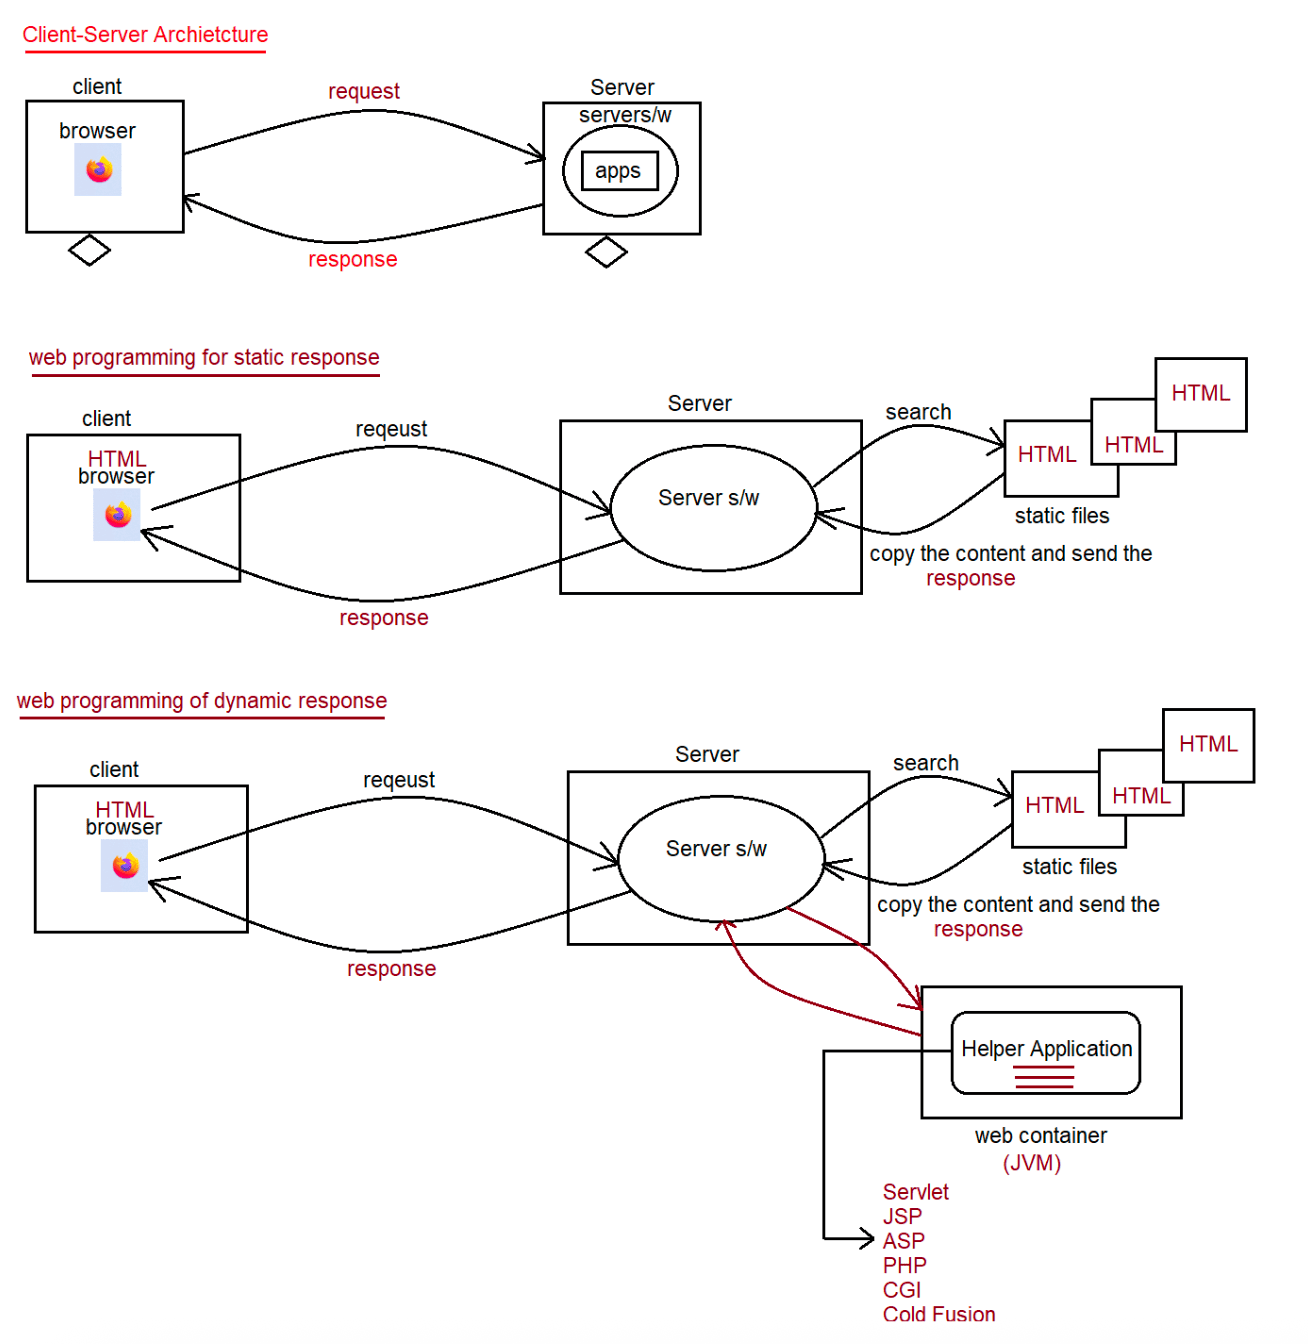 Client-Server Archietcture
client
request
Server
servers/w
browser
apps
response
web programming for static response
client
HTML
browser
reqeust
Server
Server s/w
search
HTML
HTML
HTML
static files
copy the content and send the
response
response
web programming of dynamic response
client
HTML
browser
reqeust
Server
Server s/w
search
HTML
HTML
HTML
static files
copy the content and send the
response
response
Helper Application
web container
(JVM)
Servlet
JSP
ASP
PHP
CGI
Cold Fusion